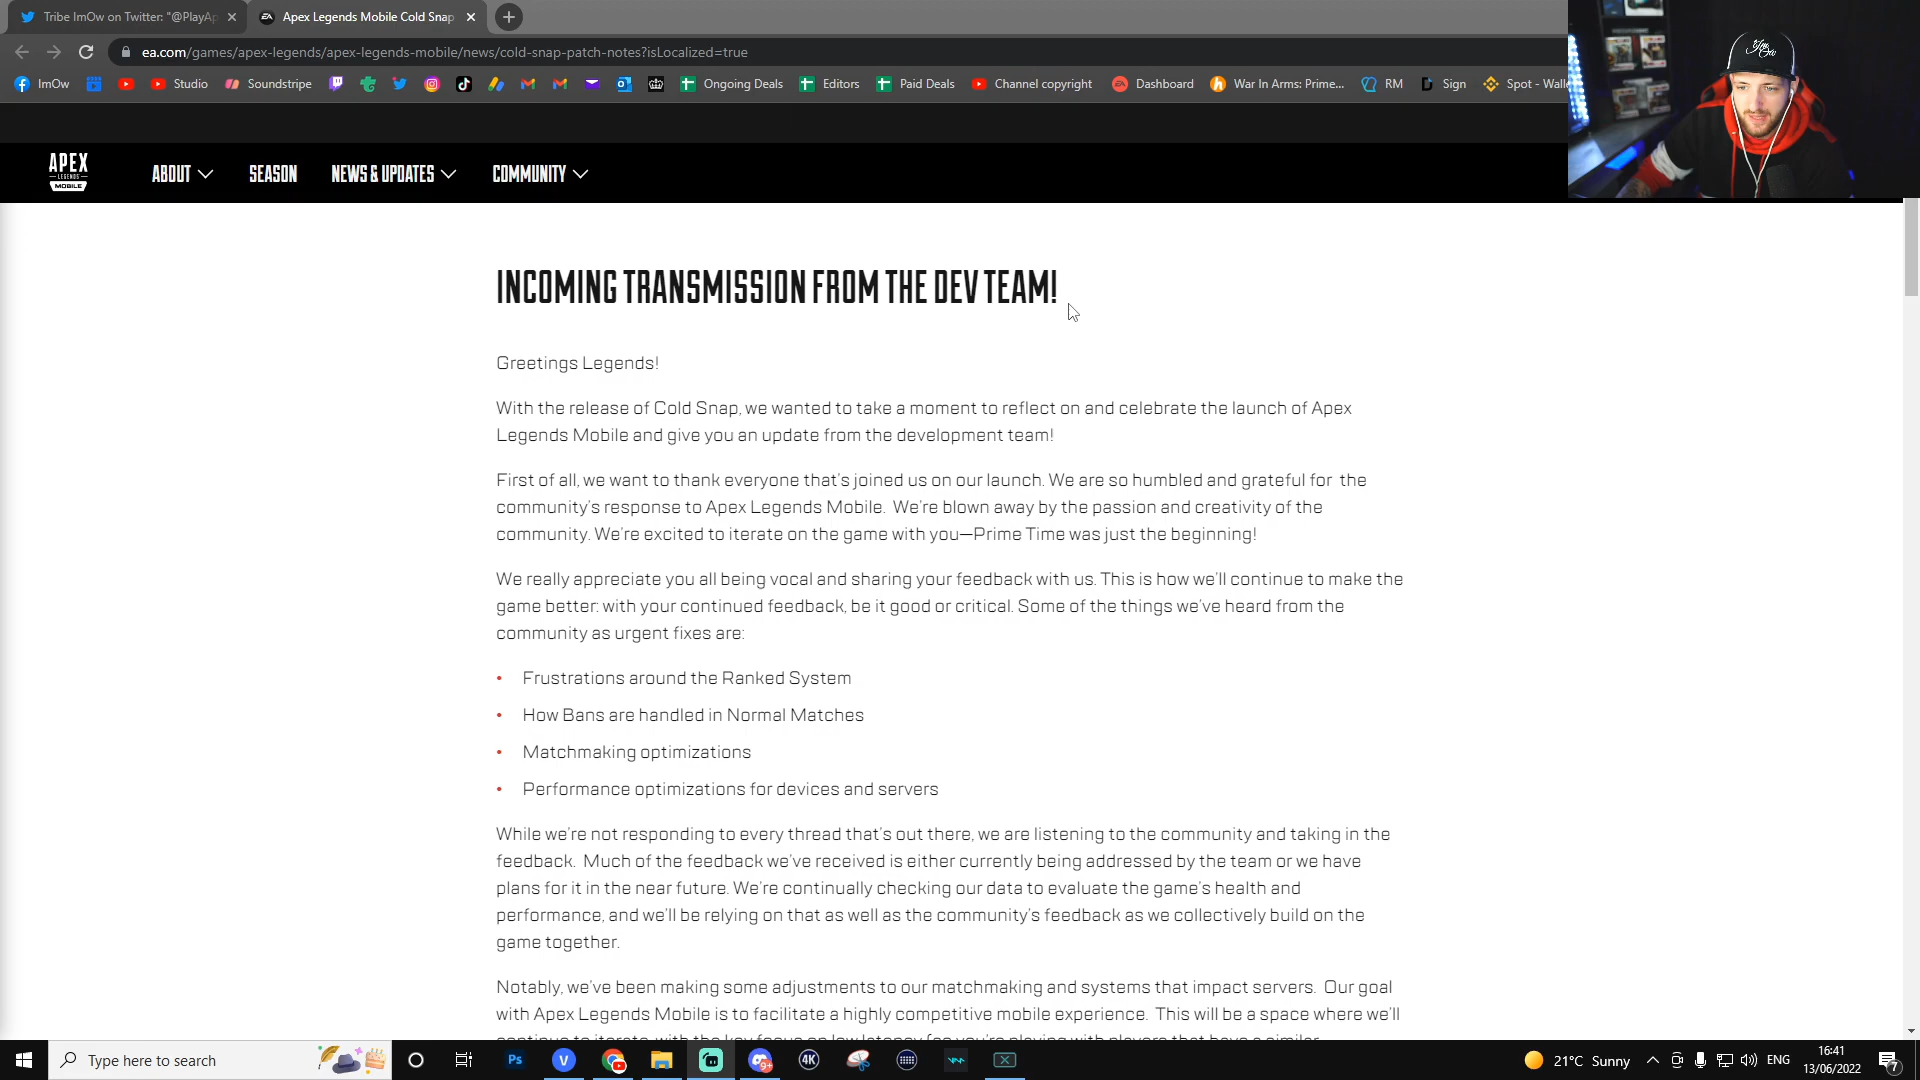 Tribe ImOw on Twitter: "@PlayAp
Apex Legends Mobile Cold Snap
ea.com/games/apex-legends/apex-legends-mobile/news/cold-snap-patch-notes?isLocalized=true
ImOw Studio Soundstripe Ongoing Deals Editors Paid Deals Channel copyright Dashboard War In Arms: Prime... RM Sign Spot - Walle
APEX
LEGENDS
MOBILE
ABOUT SEASON NEWS & UPDATES COMMUNITY
INCOMING TRANSMISSION FROM THE DEV TEAM!
Greetings Legends!
With the release of Cold Snap, we wanted to take a moment to reflect on and celebrate the launch of Apex
Legends Mobile and give you an update from the development team!
First of all, we want to thank everyone that's joined us on our launch. We are so humbled and grateful for the
community's response to Apex Legends Mobile. We're blown away by the passion and creativity of the
community. We're excited to iterate on the game with you—Prime Time was just the beginning!
We really appreciate you all being vocal and sharing your feedback with us. This is how we'll continue to make the
game better: with your continued feedback, be it good or critical. Some of the things we've heard from the
community as urgent fixes are:
• Frustrations around the Ranked System
• How Bans are handled in Normal Matches
• Matchmaking optimizations
• Performance optimizations for devices and servers
While we're not responding to every thread that's out there, we are listening to the community and taking in the
feedback. Much of the feedback we've received is either currently being addressed by the team or we have
plans for it in the near future. We're continually checking our data to evaluate the game's health and
performance, and we'll be relying on that as well as the community's feedback as we collectively build on the
game together.
Notably, we've been making some adjustments to our matchmaking and systems that impact servers. Our goal
with Apex Legends Mobile is to facilitate a highly competitive mobile experience. This will be a space where we'll
Type here to search
Ps V 9+ 4K
21°C Sunny ENG
16:41
13/06/2022
7